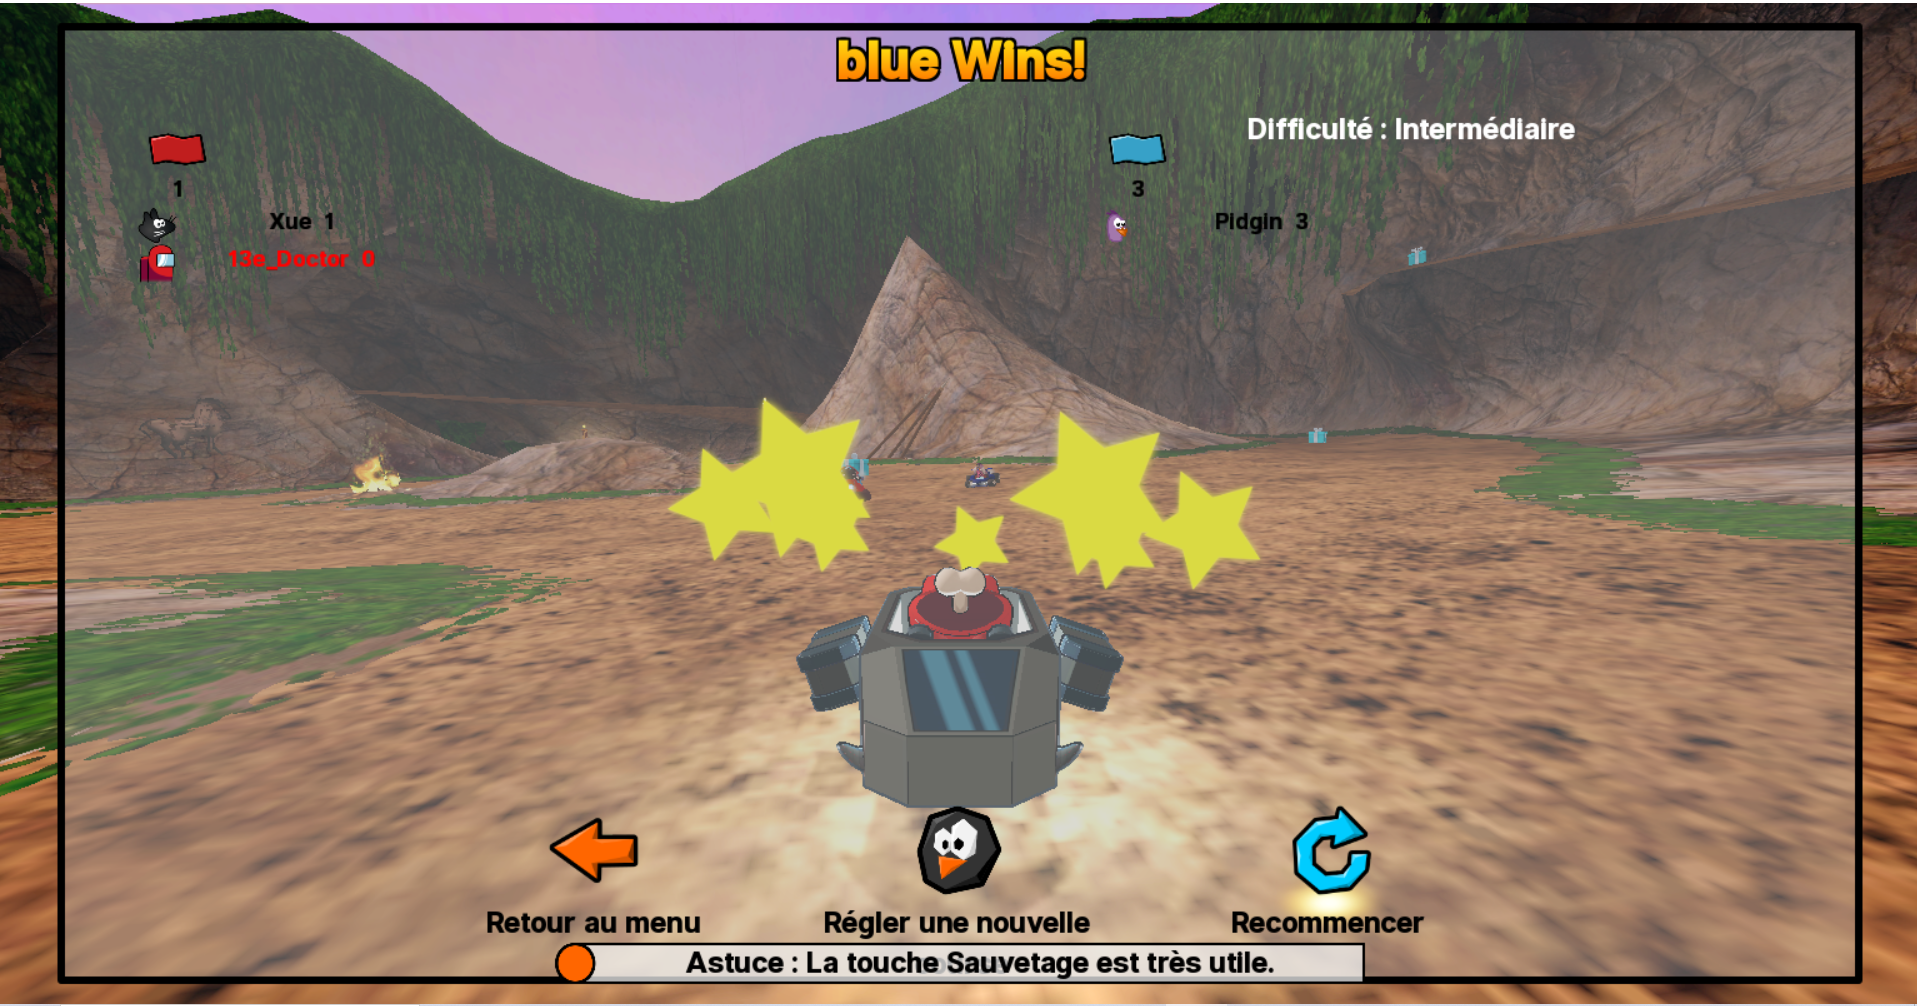 blue Wins!
Difficulté : Intermédiaire
1
Xue 1
13e_Doctor 0
3
Pidgin 3
Retour au menu
Régler une nouvelle
Recommencer
Astuce : La touche Sauvetage est très utile.